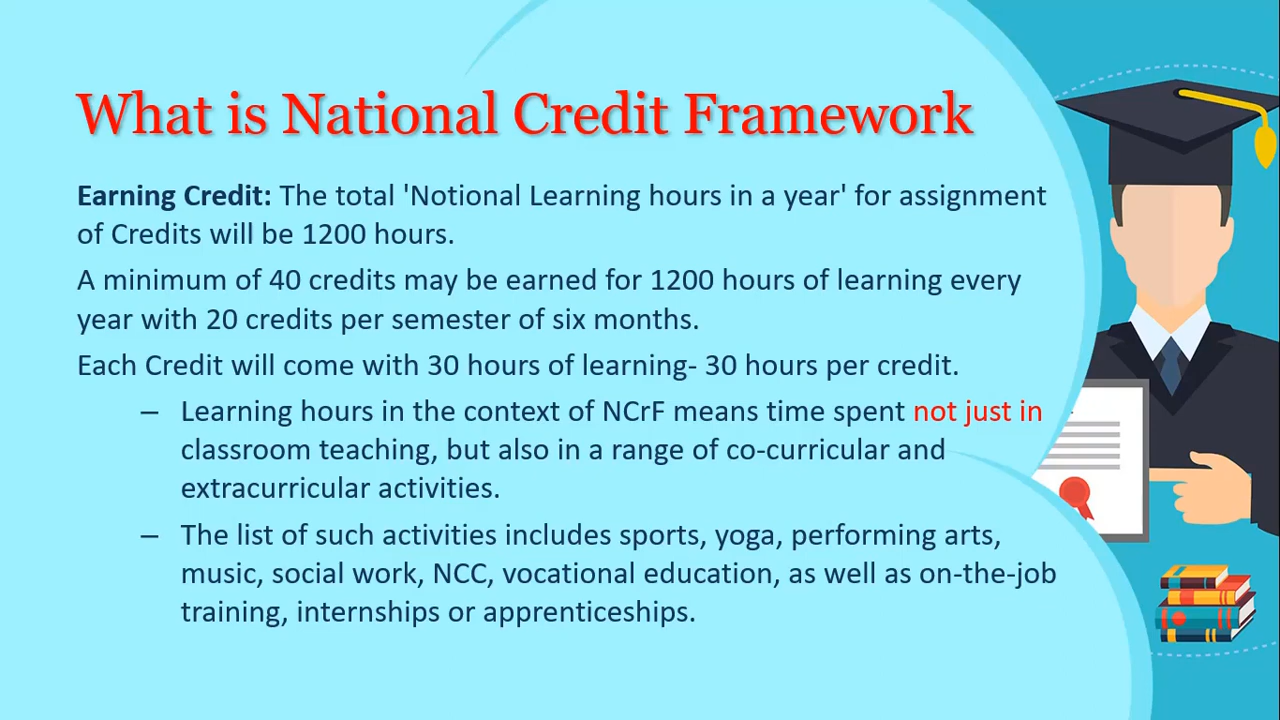 What is National Credit Framework
Earning Credit: The total 'Notional Learning hours in a year' for assignment
of Credits will be 1200 hours.
A minimum of 40 credits may be earned for 1200 hours of learning every
year with 20 credits per semester of six months.
Each Credit will come with 30 hours of learning- 30 hours per credit.
– Learning hours in the context of NCrF means time spent not just in
classroom teaching, but also in a range of co-curricular and
extracurricular activities.
– The list of such activities includes sports, yoga, performing arts,
music, social work, NCC, vocational education, as well as on-the-job
training, internships or apprenticeships.